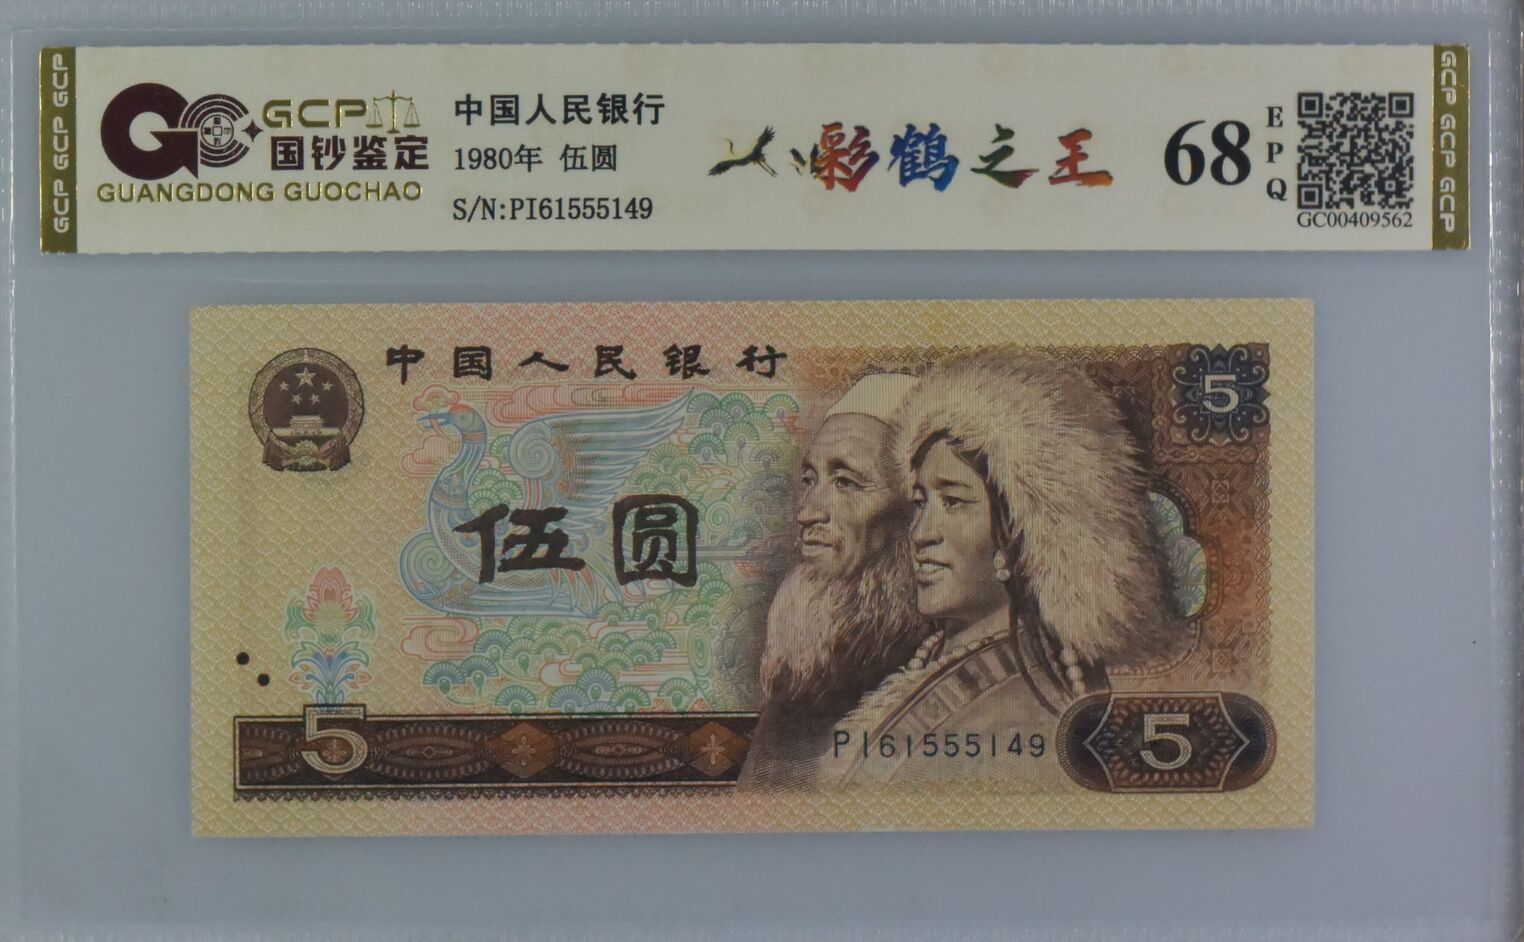 GCP
国钞鉴定
GUANGDONG GUOCHAO
中国人民银行
1980年 伍圆
S/N:PI61555149
彩鹤之王
68
EPQ
GC00409562
GCP GCP GCP
GCP GCP GCP
中国人民银行
5
伍圆
5
PI61555149
5